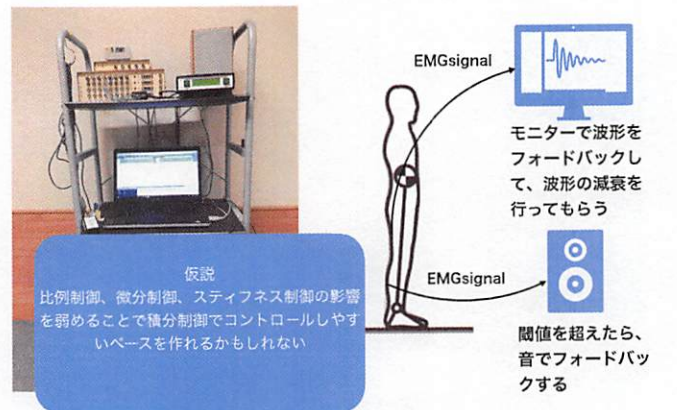 EMGsignal
モニターで波形を
フォードバックし
て、波形の減衰を
行ってもらう
仮説
比例制御、微分制御、スティフネス制御の影響
を弱めることで積分制御でコントロールしやす
いベースを作れるかもしれない
EMGsignal
閾値を超えたら、
音でフォードバッ
クする